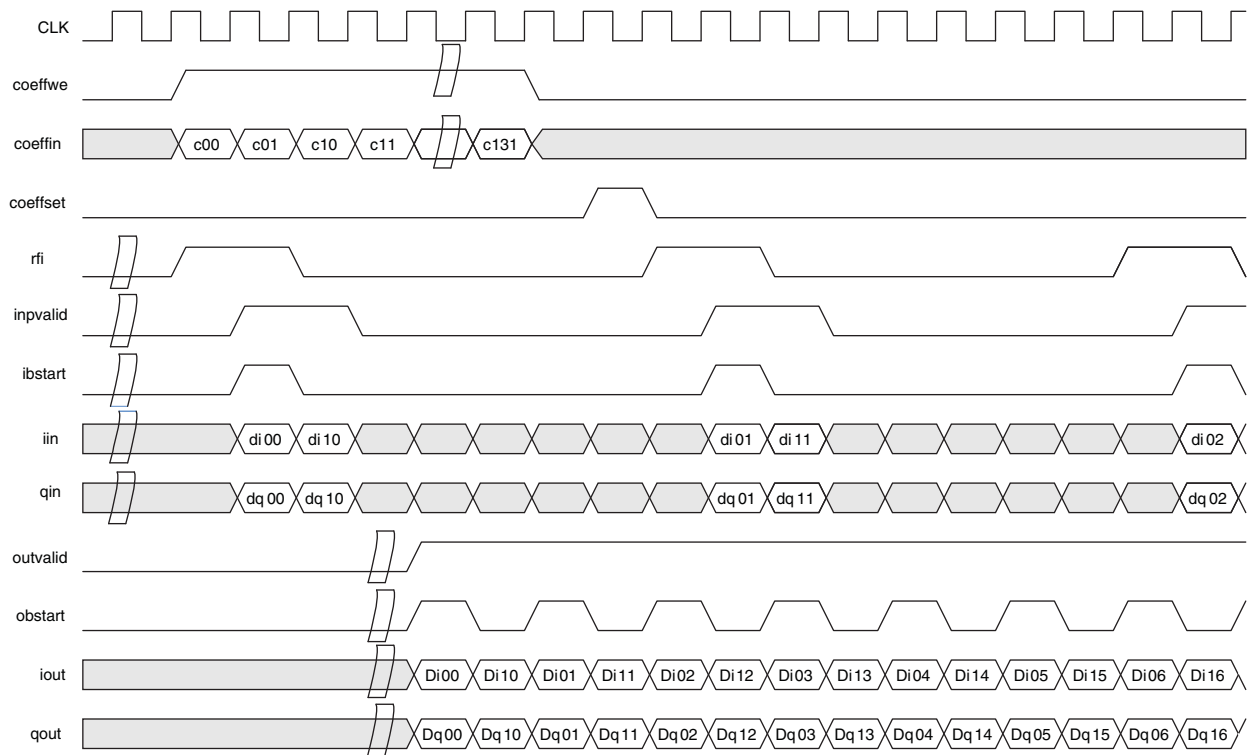 CLK
coeffwe
coeffin c00 c01 c10 c11 c131
coeffset
rfi
inpvalid
ibstart
iin di 00 di 10 di 01 di 11 di 02
qin dq 00 dq 10 dq 01 dq 11 dq 02
outvalid
obstart
iout Di00 Di10 Di01 Di11 Di02 Di12 Di03 Di13 Di04 Di14 Di05 Di15 Di06 Di16
qout Dq00 Dq10 Dq01 Dq11 Dq02 Dq12 Dq03 Dq13 Dq04 Dq14 Dq05 Dq15 Dq06 Dq16